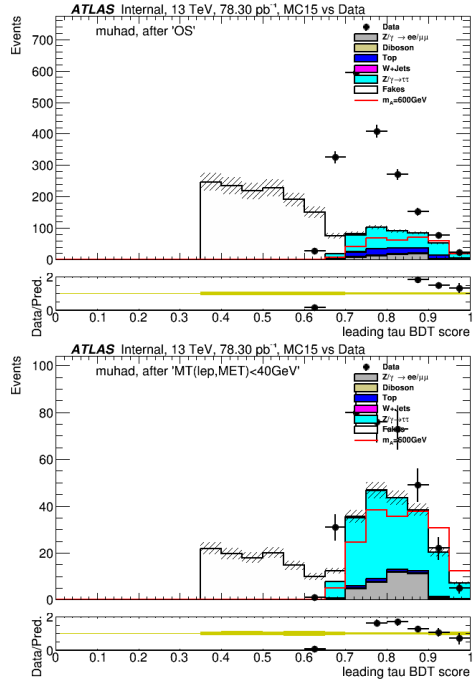 ATLAS Internal, 13 TeV, 78.30 pb⁻¹, MC15 vs Data
Events
muhad, after 'OS'
Data
Z/γ → ee/μμ
Diboson
Top
W+Jets
Z/γ→ττ
Fakes
m_A=600GeV
700
600
500
400
300
200
100
0
Data/Pred.
2
0
0 0.1 0.2 0.3 0.4 0.5 0.6 0.7 0.8 0.9 1
leading tau BDT score
ATLAS Internal, 13 TeV, 78.30 pb⁻¹, MC15 vs Data
Events
muhad, after 'MT(lep,MET)<40GeV'
Data
Z/γ → ee/μμ
Diboson
Top
W+Jets
Z/γ→ττ
Fakes
m_A=600GeV
100
80
60
40
20
0
Data/Pred.
2
0
0 0.1 0.2 0.3 0.4 0.5 0.6 0.7 0.8 0.9 1
leading tau BDT score